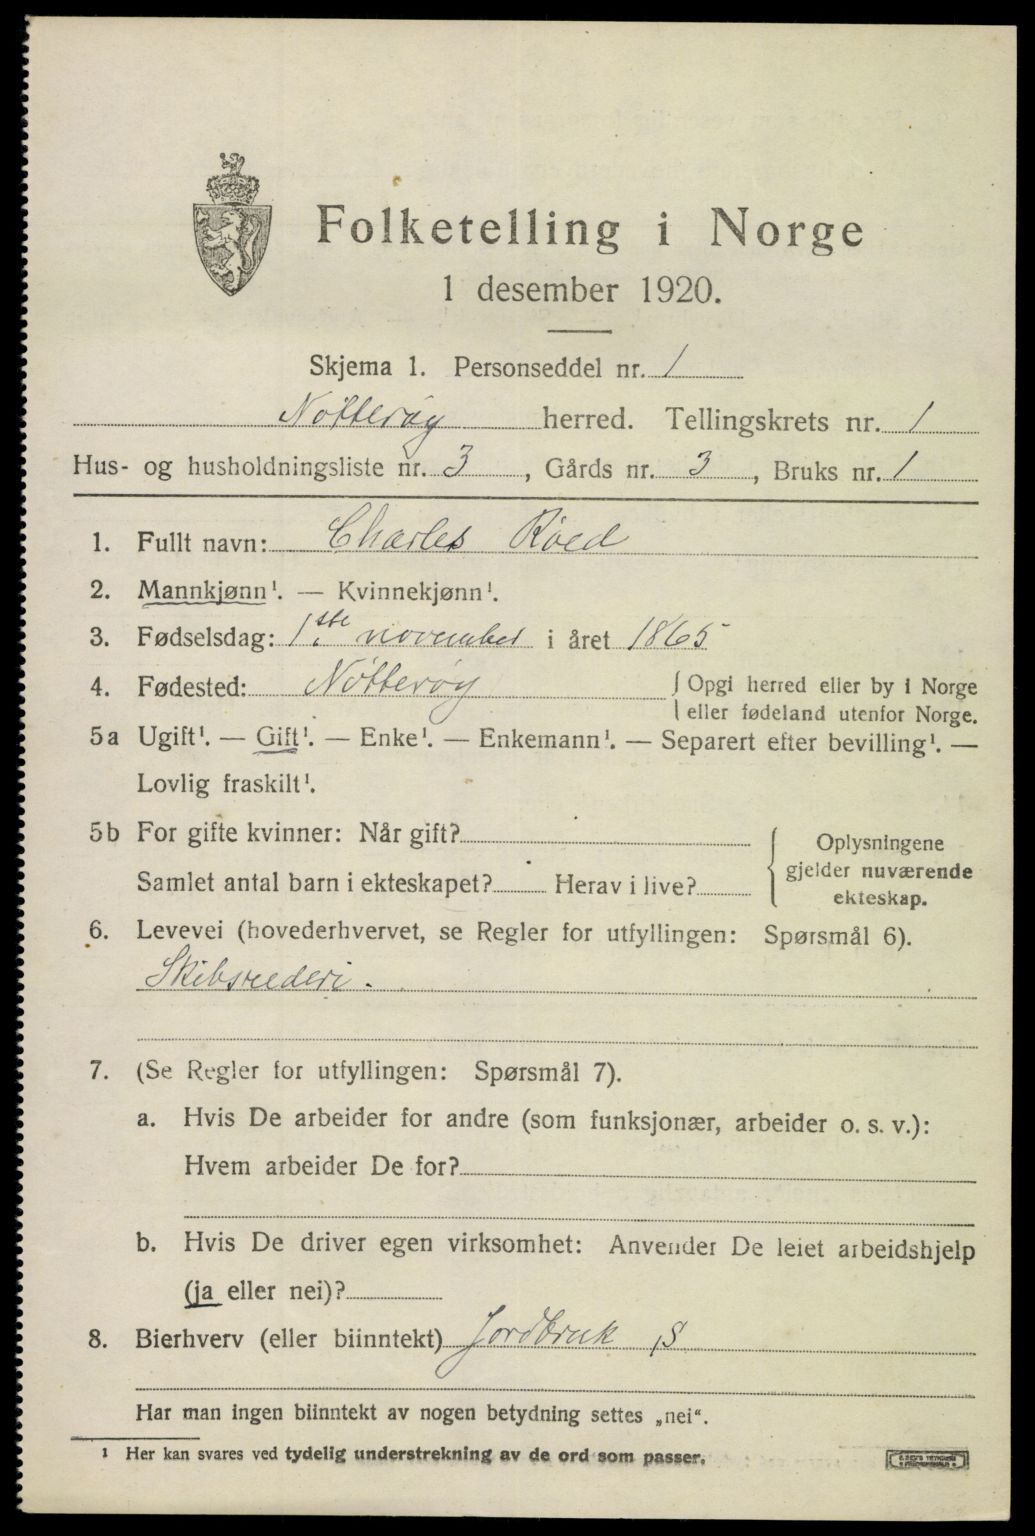 Folketelling i Norge
1 desember 1920.
Skjema 1. Personseddel nr. 1
Nøtterøy herred. Tellingskrets nr. 1
Hus- og husholdningsliste nr. 3, Gårds nr. 3, Bruks nr. 1
1. Fullt navn: Charles Røed
2. Mannkjønn¹. — Kvinnekjønn¹.
3. Fødselsdag: 1ste november i året 1865
4. Fødested: Nøtterøy { Opgi herred eller by i Norge
eller fødeland utenfor Norge.
5a Ugift¹. — Gift¹. — Enke¹. — Enkemann¹. — Separert efter bevilling¹. —
Lovlig fraskilt¹.
5b For gifte kvinner: Når gift?
Samlet antal barn i ekteskapet? Herav i live?
{ Oplysningene
gjelder nuværende
ekteskap.
6. Levevei (hovederhvervet, se Regler for utfyllingen: Spørsmål 6).
Skibsrederi.
7. (Se Regler for utfyllingen: Spørsmål 7).
a. Hvis De arbeider for andre (som funksjonær, arbeider o. s. v.):
Hvem arbeider De for?
b. Hvis De driver egen virksomhet: Anvender De leiet arbeidshjelp
(ja eller nei)?
8. Bierhverv (eller biinntekt) Jordbruk S
Har man ingen biinntekt av nogen betydning settes „nei“.
¹ Her kan svares ved tydelig understrekning av de ord som passer.